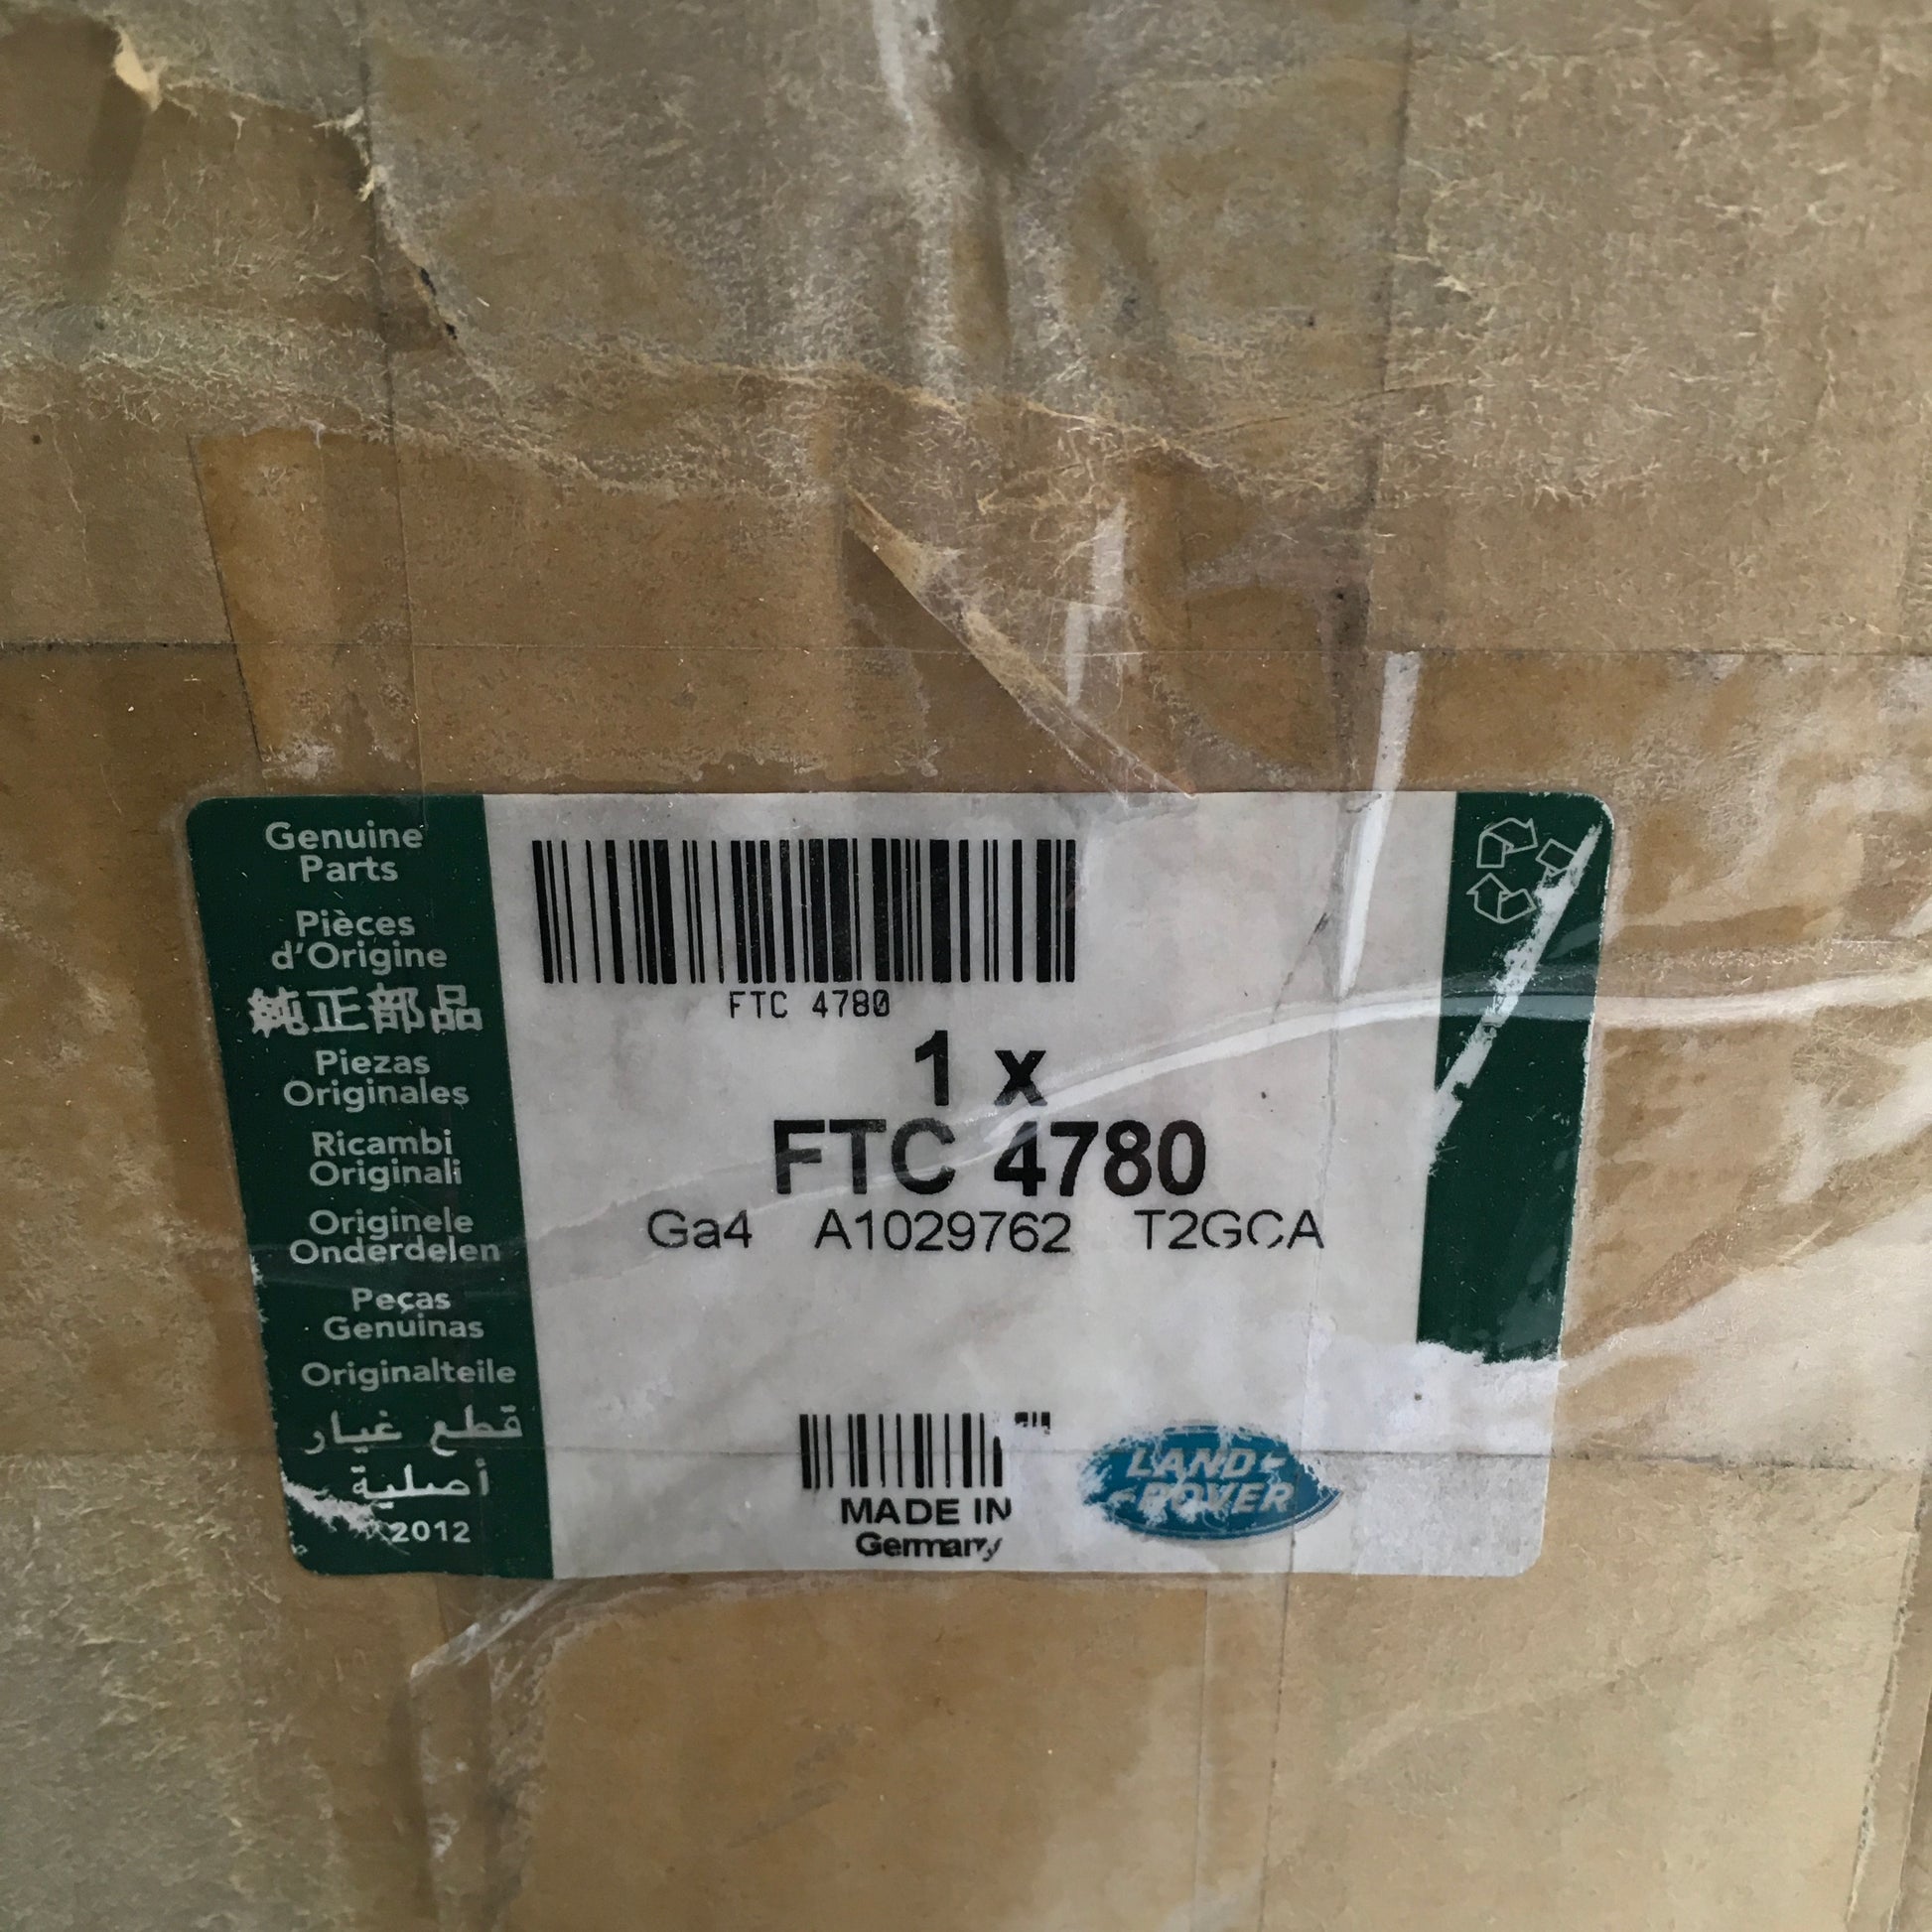 Genuine
Parts
Pièces
d'Origine
純正部品
Piezas
Originales
Ricambi
Originali
Originele
Onderdelen
Peças
Genuinas
Originalteile
قطع غيار
أصلية
2012
FTC 4780
1 x
FTC 4780
Ga4 A1029762 T2GCA
MADE IN
Germany
LAND-
ROVER